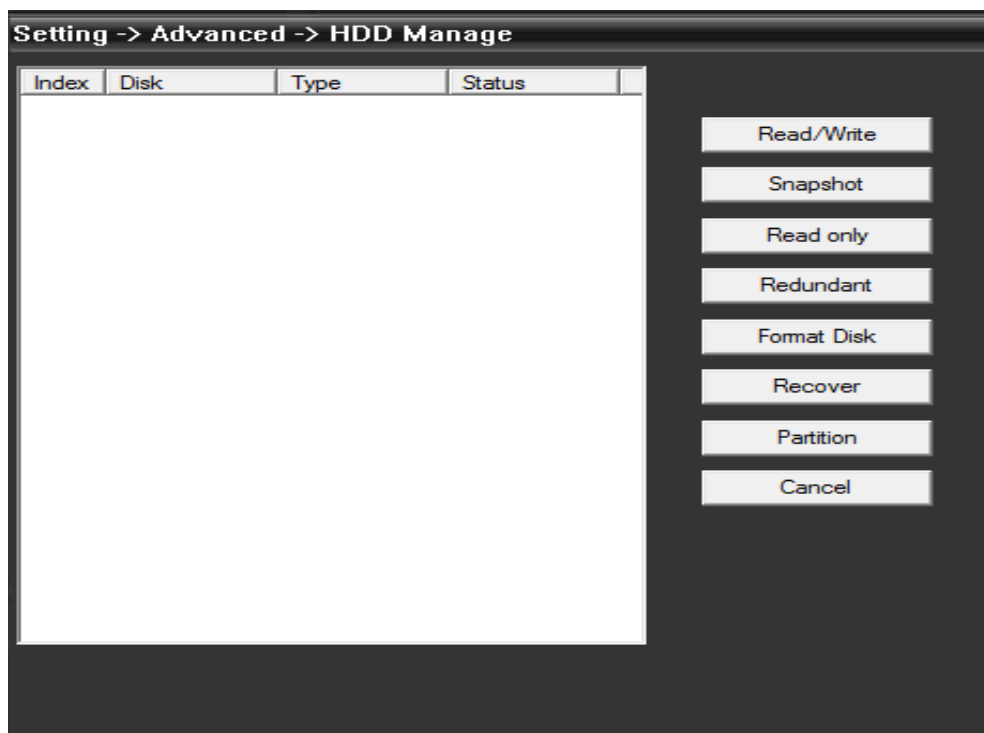 Setting -> Advanced -> HDD Manage
Index Disk Type Status
Read/Write
Snapshot
Read only
Redundant
Format Disk
Recover
Partition
Cancel